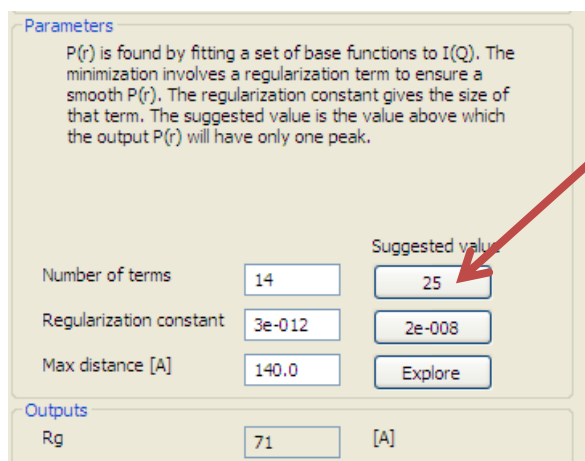 Parameters
P(r) is found by fitting a set of base functions to I(Q). The
minimization involves a regularization term to ensure a
smooth P(r). The regularization constant gives the size of
that term. The suggested value is the value above which
the output P(r) will have only one peak.
Suggested value
Number of terms 14 25
Regularization constant 3e-012 2e-008
Max distance [A] 140.0 Explore
Outputs
Rg 71 [A]